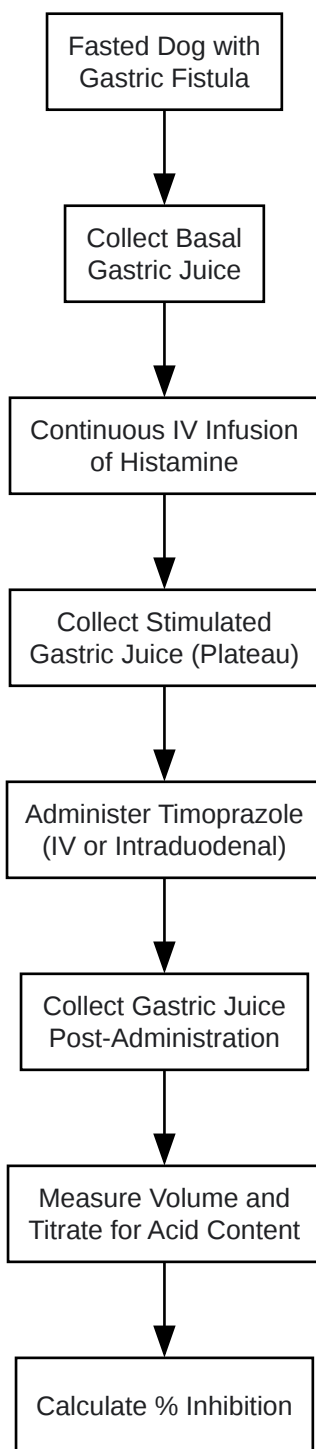 Fasted Dog with
Gastric Fistula
Collect Basal
Gastric Juice
Continuous IV Infusion
of Histamine
Collect Stimulated
Gastric Juice (Plateau)
Administer Timoprazole
(IV or Intraduodenal)
Collect Gastric Juice
Post-Administration
Measure Volume and
Titrate for Acid Content
Calculate % Inhibition